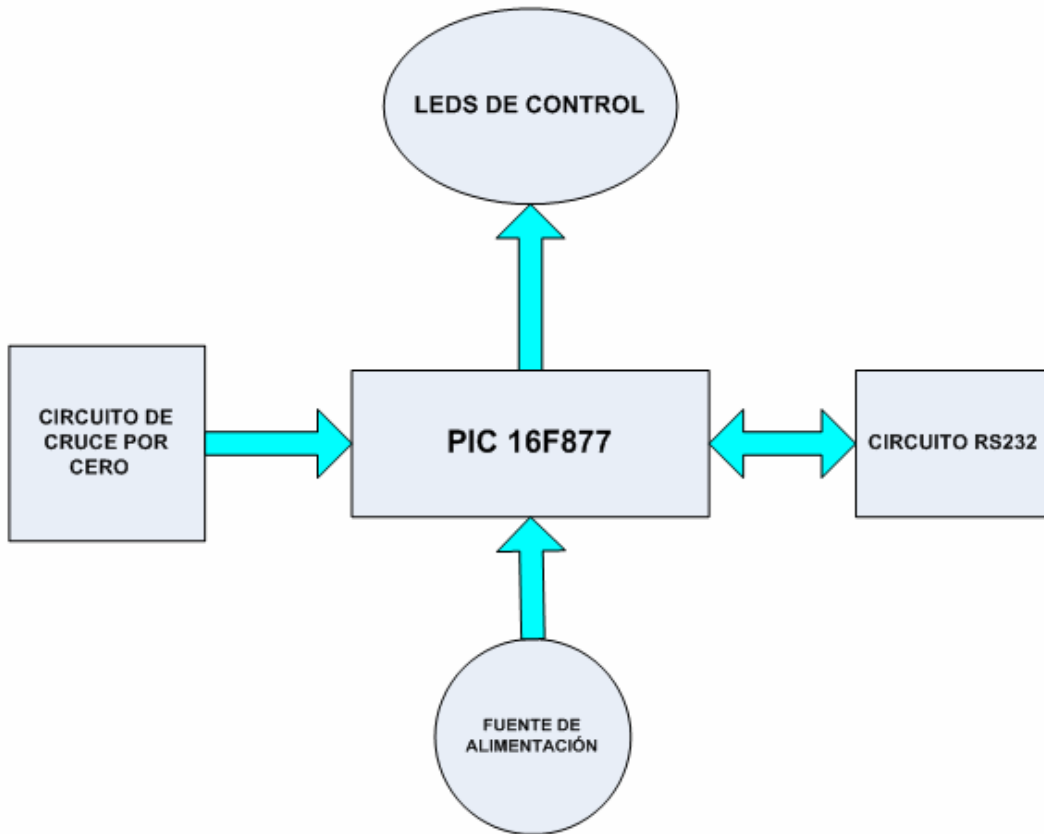 LEDS DE CONTROL
CIRCUITO DE
CRUCE POR
CERO
PIC 16F877
CIRCUITO RS232
FUENTE DE
ALIMENTACIÓN